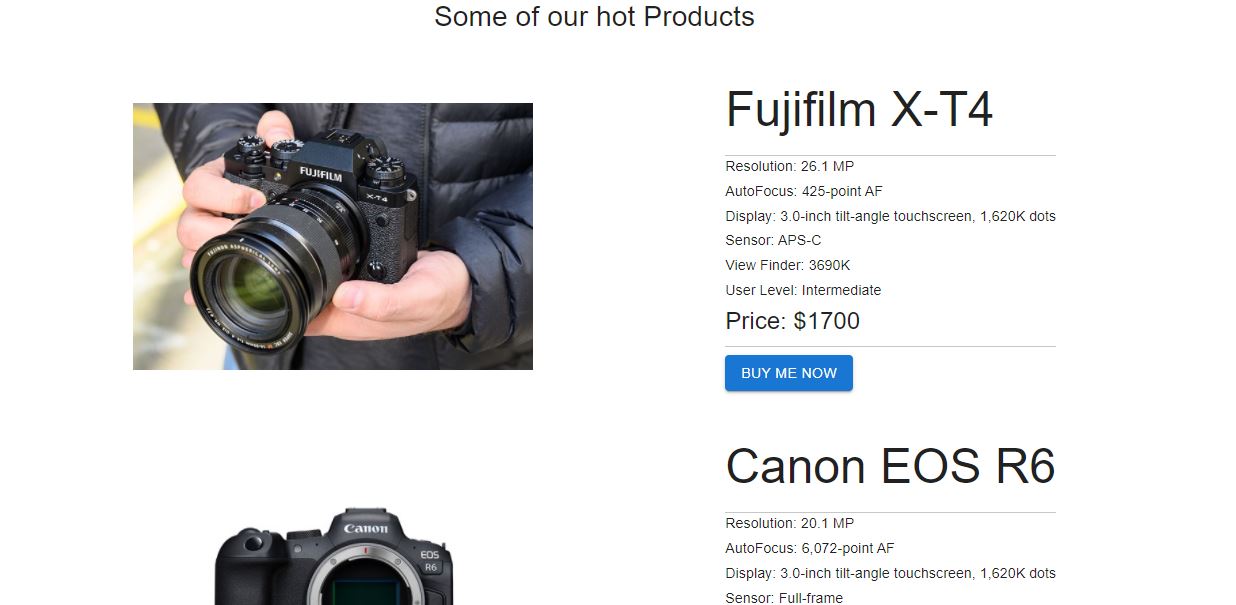 Some of our hot Products
FUJIFILM
X-T4
Fujifilm X-T4
Resolution: 26.1 MP
AutoFocus: 425-point AF
Display: 3.0-inch tilt-angle touchscreen, 1,620K dots
Sensor: APS-C
View Finder: 3690K
User Level: Intermediate
Price: $1700
BUY ME NOW
Canon
EOS
R6
Canon EOS R6
Resolution: 20.1 MP
AutoFocus: 6,072-point AF
Display: 3.0-inch tilt-angle touchscreen, 1,620K dots
Sensor: Full-frame